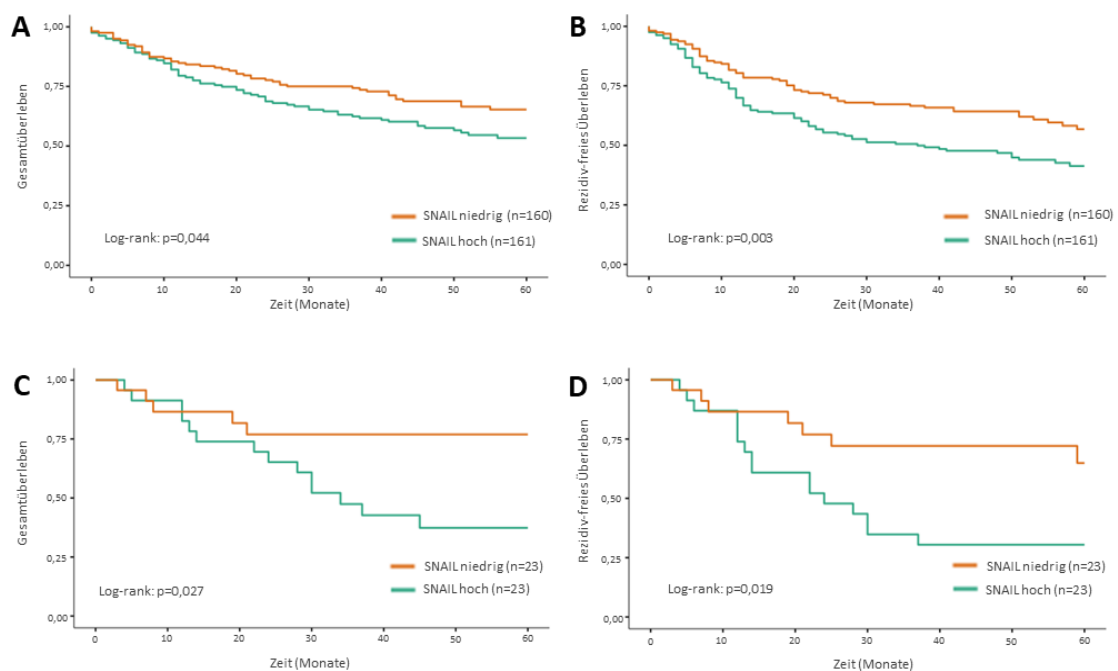 A
Gesamtüberleben
1,00
0,75
0,50
0,25
0,00
SNAIL niedrig (n=160)
SNAIL hoch (n=161)
Log-rank: p=0,044
0 10 20 30 40 50 60
Zeit (Monate)
B
Rezidiv-freies Überleben
1,00
0,75
0,50
0,25
0,00
SNAIL niedrig (n=160)
SNAIL hoch (n=161)
Log-rank: p=0,003
0 10 20 30 40 50 60
Zeit (Monate)
C
Gesamtüberleben
1,00
0,75
0,50
0,25
0,00
SNAIL niedrig (n=23)
SNAIL hoch (n=23)
Log-rank: p=0,027
0 10 20 30 40 50 60
Zeit (Monate)
D
Rezidiv-freies Überleben
1,00
0,75
0,50
0,25
0,00
SNAIL niedrig (n=23)
SNAIL hoch (n=23)
Log-rank: p=0,019
0 10 20 30 40 50 60
Zeit (Monate)